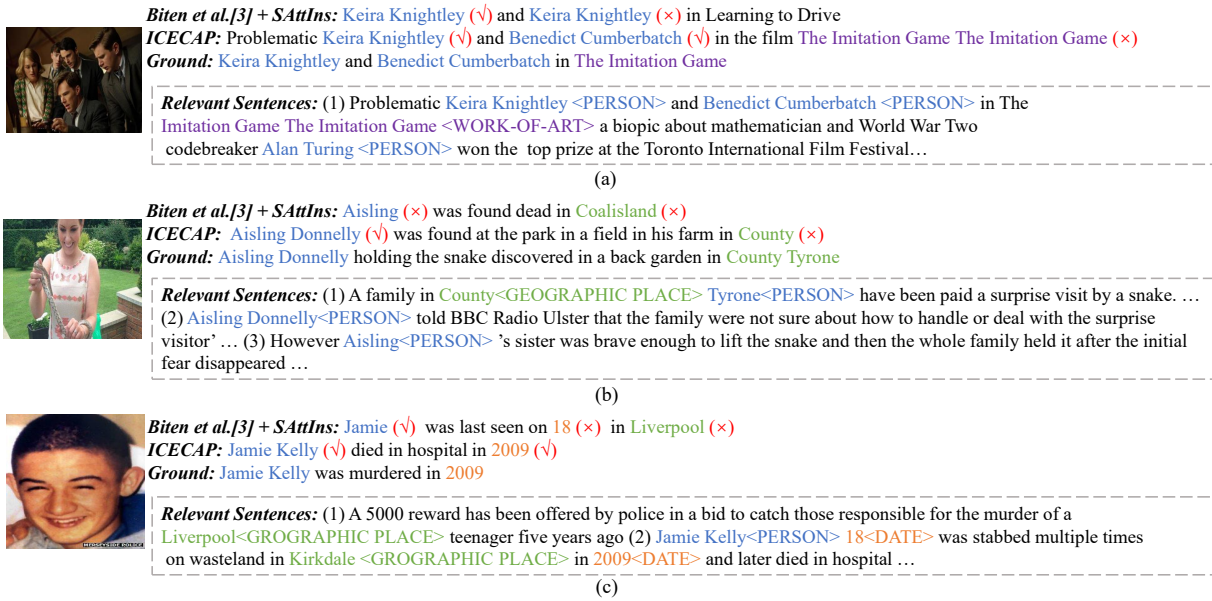 Biten et al.[3] + SAttIns: Keira Knightley (√) and Keira Knightley (×) in Learning to Drive
ICECAP: Problematic Keira Knightley (√) and Benedict Cumberbatch (√) in the film The Imitation Game The Imitation Game (×)
Ground: Keira Knightley and Benedict Cumberbatch in The Imitation Game
Relevant Sentences: (1) Problematic Keira Knightley <PERSON> and Benedict Cumberbatch <PERSON> in The
Imitation Game The Imitation Game <WORK-OF-ART> a biopic about mathematician and World War Two
codebreaker Alan Turing <PERSON> won the top prize at the Toronto International Film Festival…
(a)
Biten et al.[3] + SAttIns: Aisling (×) was found dead in Coalisland (×)
ICECAP: Aisling Donnelly (√) was found at the park in a field in his farm in County (×)
Ground: Aisling Donnelly holding the snake discovered in a back garden in County Tyrone
Relevant Sentences: (1) A family in County<GEOGRAPHIC PLACE> Tyrone<PERSON> have been paid a surprise visit by a snake. …
(2) Aisling Donnelly<PERSON> told BBC Radio Ulster that the family were not sure about how to handle or deal with the surprise
visitor’ … (3) However Aisling<PERSON> ’s sister was brave enough to lift the snake and then the whole family held it after the initial
fear disappeared …
(b)
Biten et al.[3] + SAttIns: Jamie (√) was last seen on 18 (×) in Liverpool (×)
ICECAP: Jamie Kelly (√) died in hospital in 2009 (√)
Ground: Jamie Kelly was murdered in 2009
Relevant Sentences: (1) A 5000 reward has been offered by police in a bid to catch those responsible for the murder of a
Liverpool<GROGRAPHIC PLACE> teenager five years ago (2) Jamie Kelly<PERSON> 18<DATE> was stabbed multiple times
on wasteland in Kirkdale <GROGRAPHIC PLACE> in 2009<DATE> and later died in hospital …
MERSEYSIDE POLICE
(c)